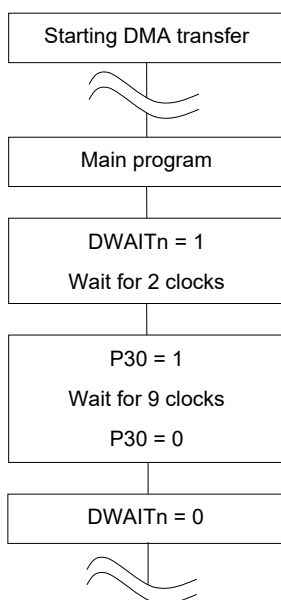 Starting DMA transfer
Main program
DWAITn = 1
Wait for 2 clocks
P30 = 1
Wait for 9 clocks
P30 = 0
DWAITn = 0